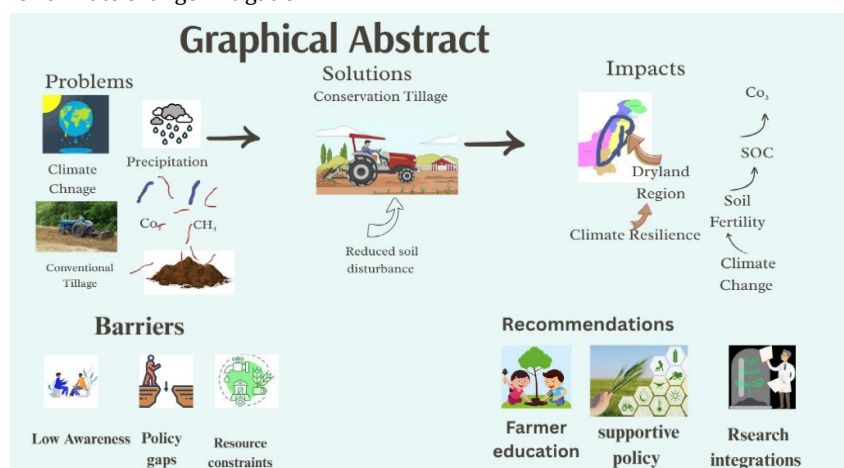 Graphical Abstract
Problems
Climate
Chnage
Precipitation
Co₂
CH₄
Conventional
Tillage
Solutions
Conservation Tillage
Reduced soil
disturbance
Impacts
Dryland
Region
Climate Resilience
Co₂
SOC
Soil
Fertility
Climate
Change
Barriers
Low Awareness
Policy
gaps
Resource
constraints
Recommendations
Farmer
education
supportive
policy
Rsearch
integrations